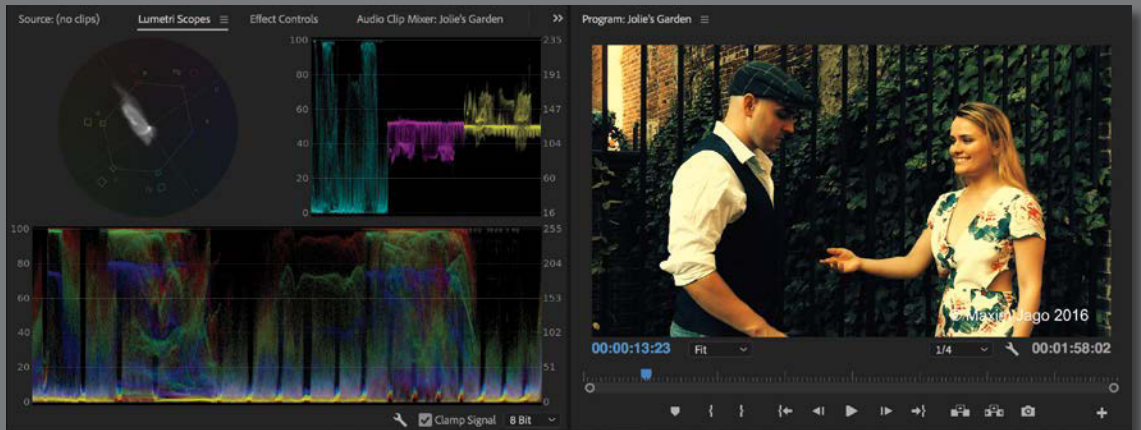 Source: (no clips) Lumetri Scopes Effect Controls Audio Clip Mixer: Jolie's Garden
Program: Jolie's Garden
100 235
80 191
60 147
40 104
20 60
0 16
100 255
80 204
60 153
40 102
20 51
0 0
Clamp Signal 8 Bit
© Maxim Jago 2016
00:00:13:23 Fit 1/4 00:01:58:02